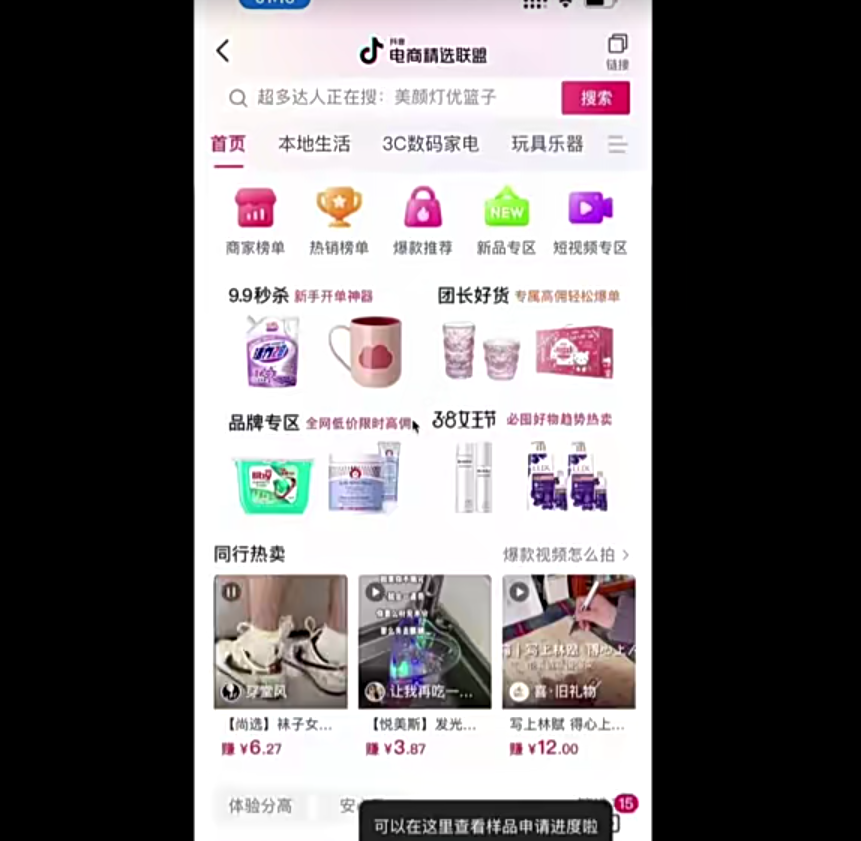 抖音
电商精选联盟
链接
超多达人正在搜：美颜灯优篮子
搜索
首页 本地生活 3C数码家电 玩具乐器
商家榜单 热销榜单 爆款推荐 新品专区 短视频专区
NEW
9.9秒杀 新手开单神器
团长好货 专属高佣轻松爆单
品牌专区 全网低价限时高佣
3.8女王节 必囤好物趋势热卖
同行热卖
爆款视频怎么拍 >
穿堂风
让我再吃一...
喜·旧礼物
【尚选】袜子女...
【悦美斯】发光...
写上林赋 得心上...
赚 ¥6.27
赚 ¥3.87
赚 ¥12.00
体验分高
15
可以在这里查看样品申请进度啦